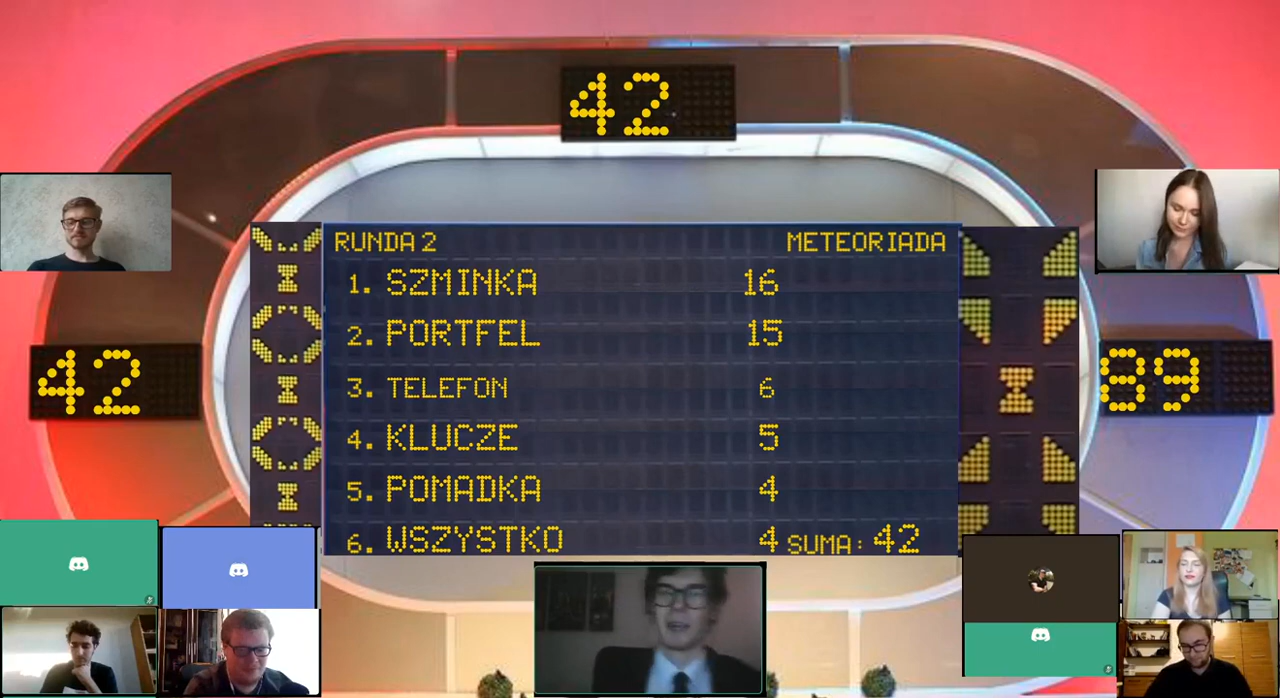 42
RUNDA 2 METEORIADA
1. SZMINKA 16
2. PORTFEL 15
42
89
3. TELEFON 6
4. KLUCZE 5
5. POMADKA 4
6. WSZYSTKO 4 SUMA: 42